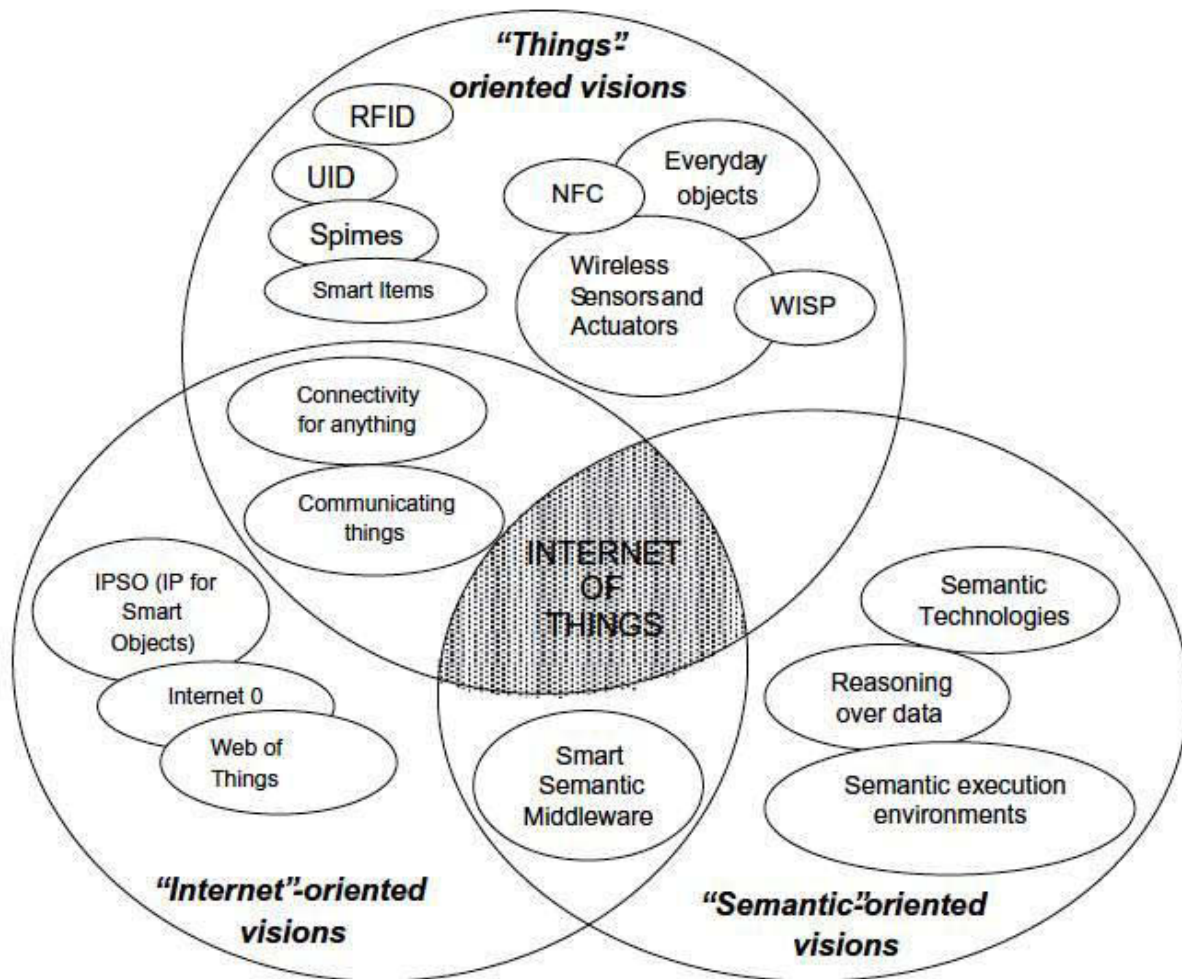 “Things”-
oriented visions
RFID
UID
Spimes
Smart Items
NFC
Everyday
objects
Wireless
Sensors and
Actuators
WISP
Connectivity
for anything
Communicating
things
INTERNET
OF
THINGS
IPSO (IP for
Smart
Objects)
Internet 0
Web of
Things
Semantic
Technologies
Reasoning
over data
Semantic execution
environments
Smart
Semantic
Middleware
“Internet”-oriented
visions
“Semantic”-oriented
visions